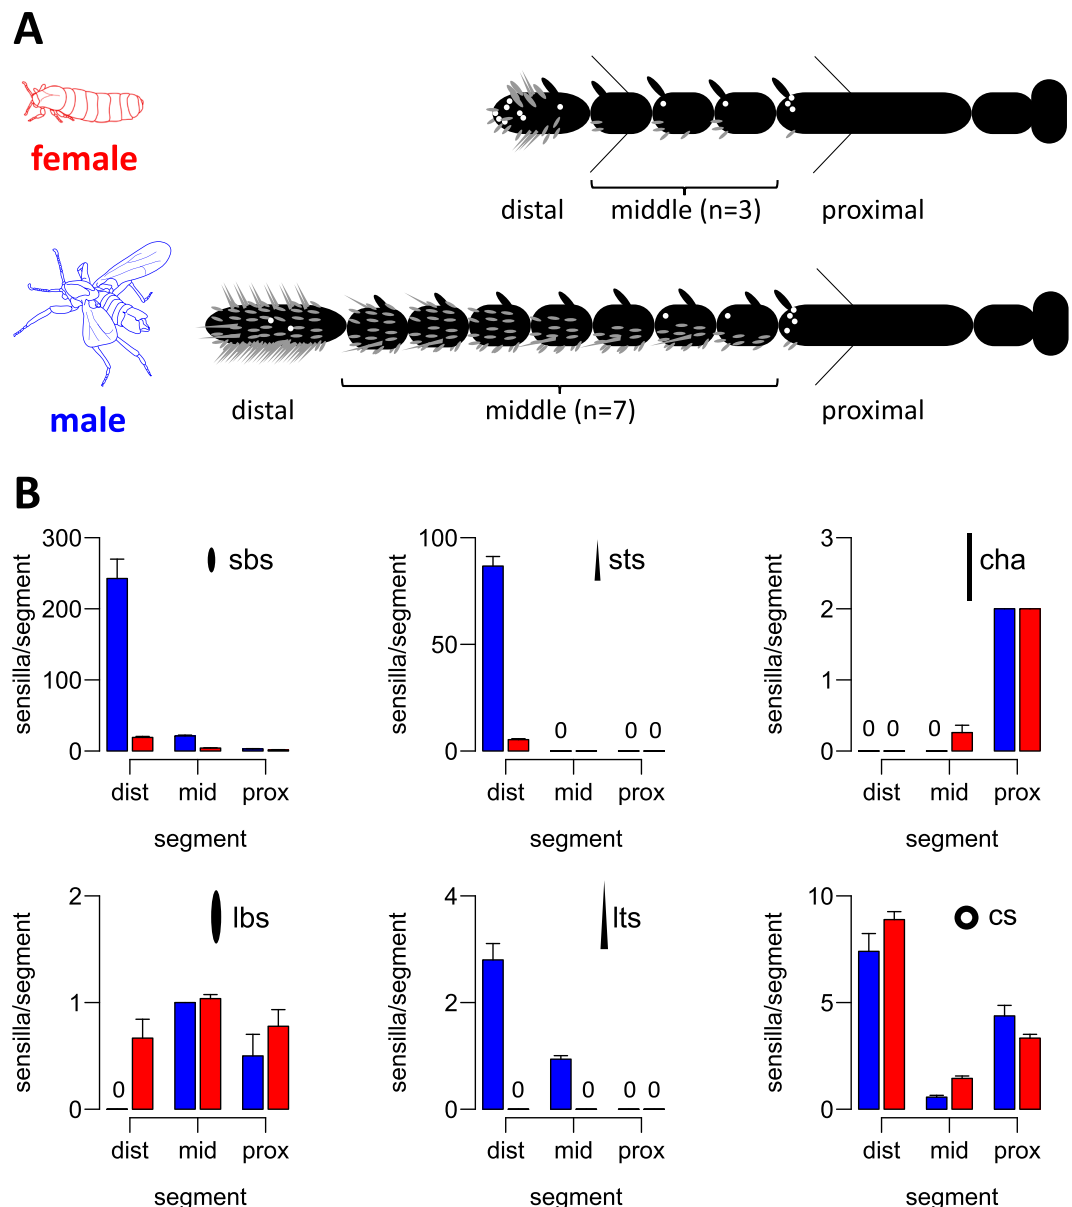 A
female
distal middle (n=3) proximal
male
distal middle (n=7) proximal
B
300
200
100
0
sensilla/segment
sbs
dist mid prox
segment
100
50
0
sensilla/segment
sts
0 0 0
dist mid prox
segment
3
2
1
0
sensilla/segment
cha
0 0 0
dist mid prox
segment
2
1
0
sensilla/segment
lbs
0
dist mid prox
segment
4
2
0
sensilla/segment
lts
0 0 0 0
dist mid prox
segment
10
5
0
sensilla/segment
cs
dist mid prox
segment